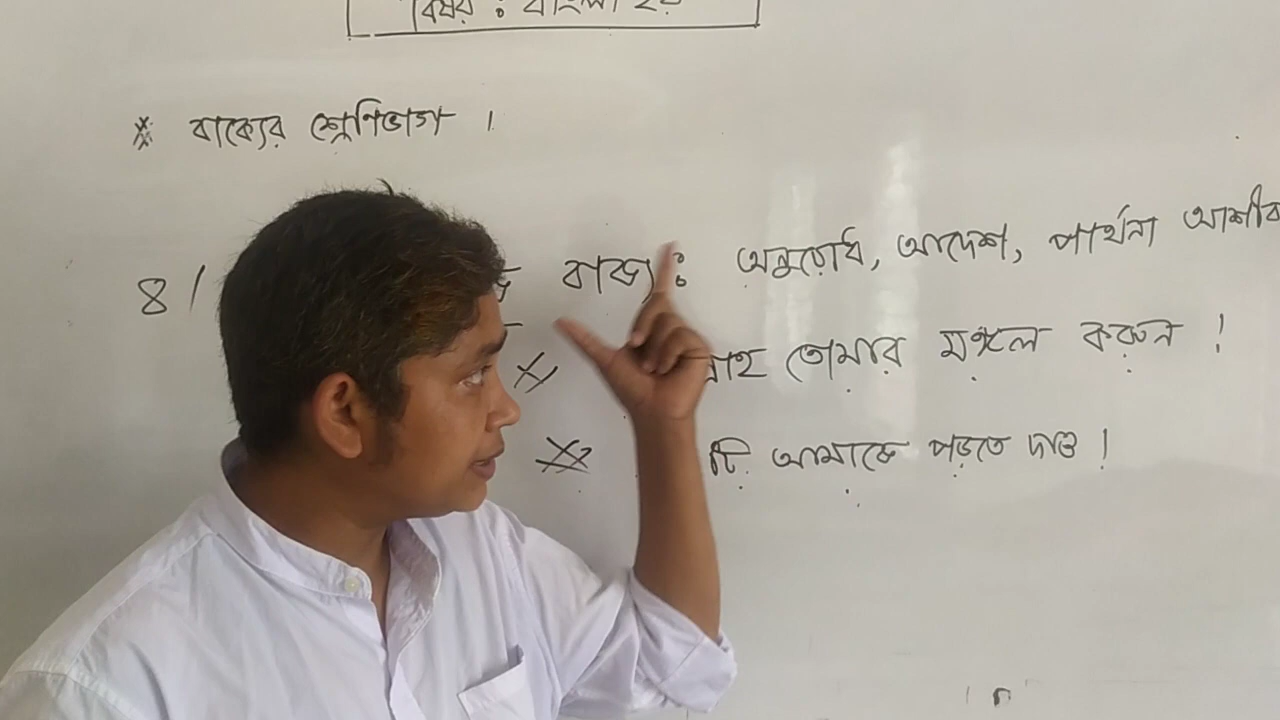 বিষয় : বাংলা ২য়
* বাক্যের শ্রেণিভাগ ।
৪/ বাক্য : অনুরোধ, আদেশ, পার্থনা আশীব
তোমার মঙ্গল করুন !
টি আমাকে পড়তে দাও !